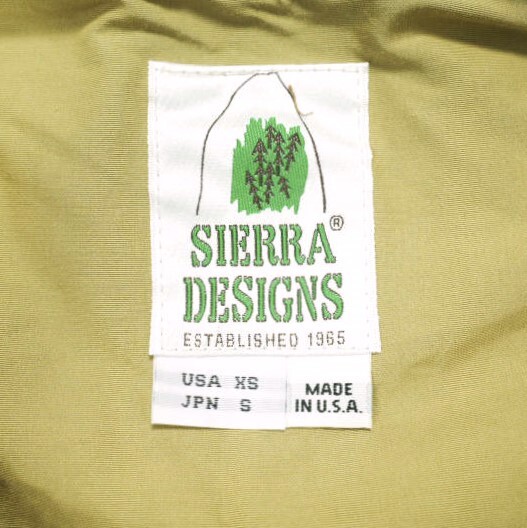 SIERRA®
DESIGNS
ESTABLISHED 1965
USA XS
JPN S
MADE
IN U.S.A.